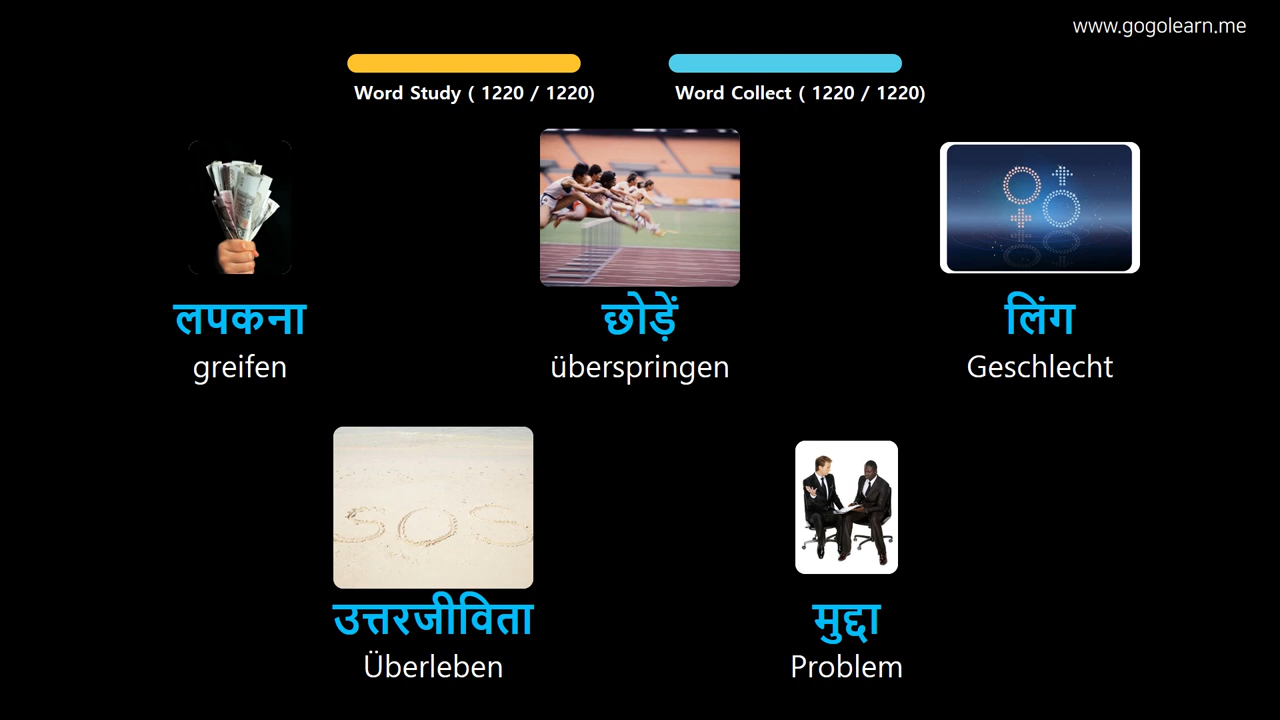 www.gogolearn.me
Word Study ( 1220 / 1220)
Word Collect ( 1220 / 1220)
लपकना
greifen
छोड़ें
überspringen
लिंग
Geschlecht
SOS
उत्तरजीविता
Überleben
मुद्दा
Problem